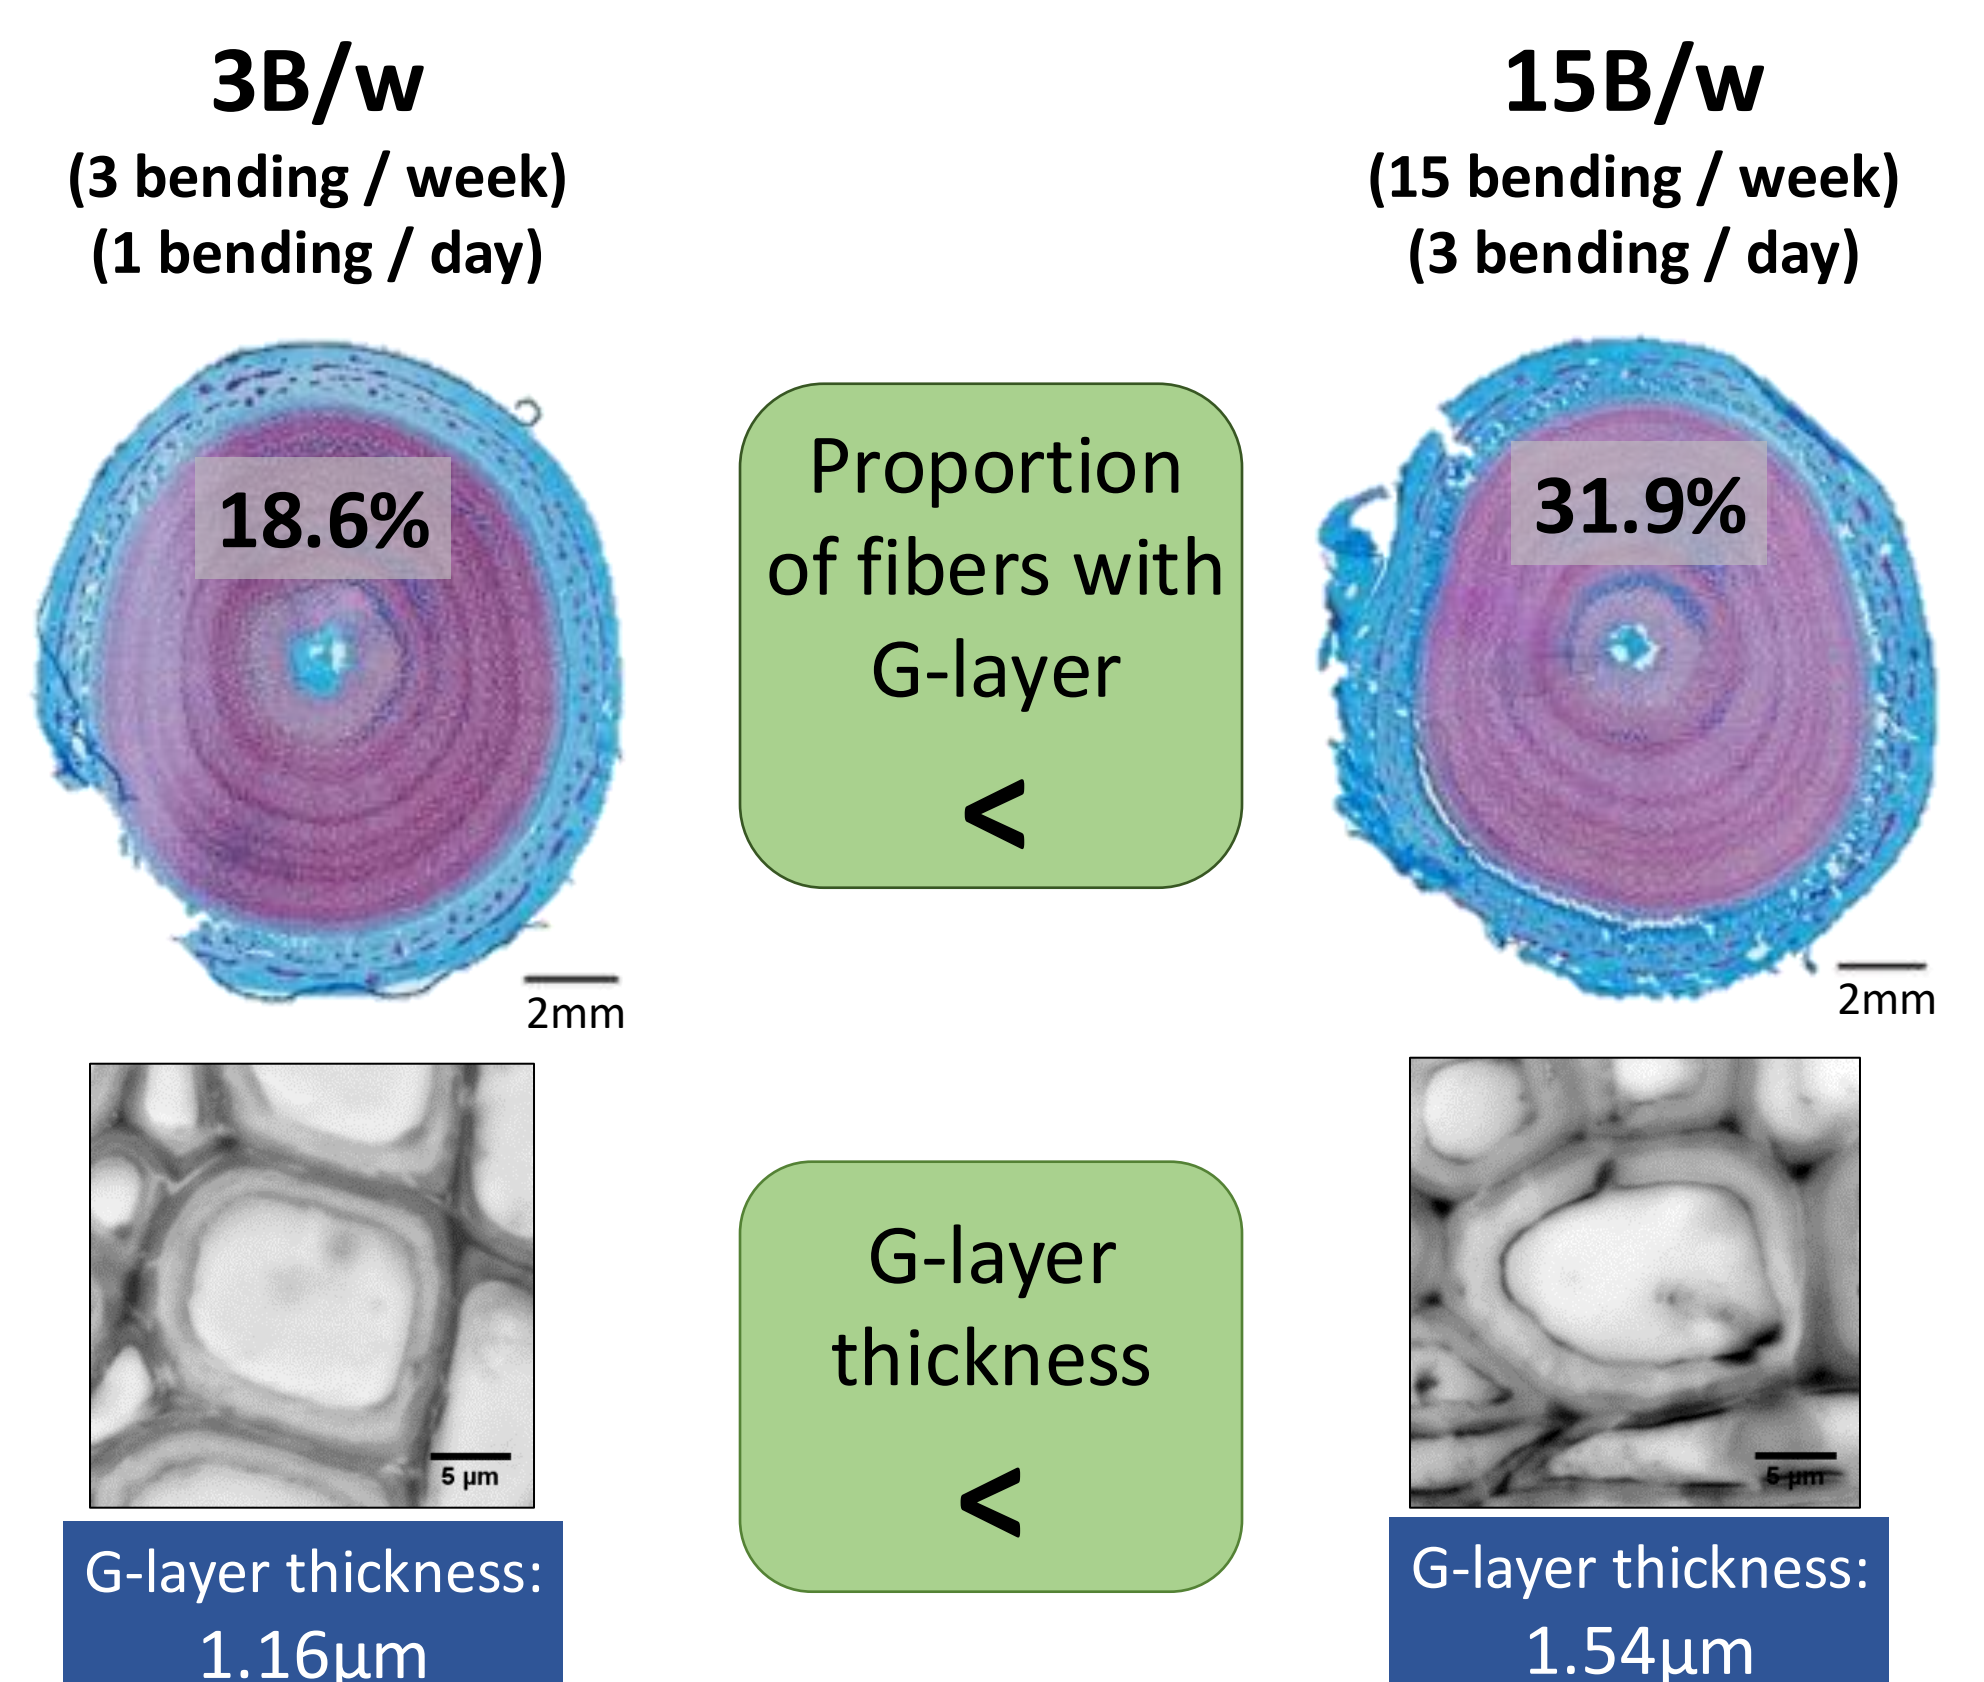 3B/w
(3 bending / week)
(1 bending / day)
15B/w
(15 bending / week)
(3 bending / day)
18.6%
Proportion
of fibers with
G-layer
<
31.9%
2mm
2mm
G-layer
thickness
<
5 µm
5 µm
G-layer thickness:
1.16µm
G-layer thickness:
1.54µm